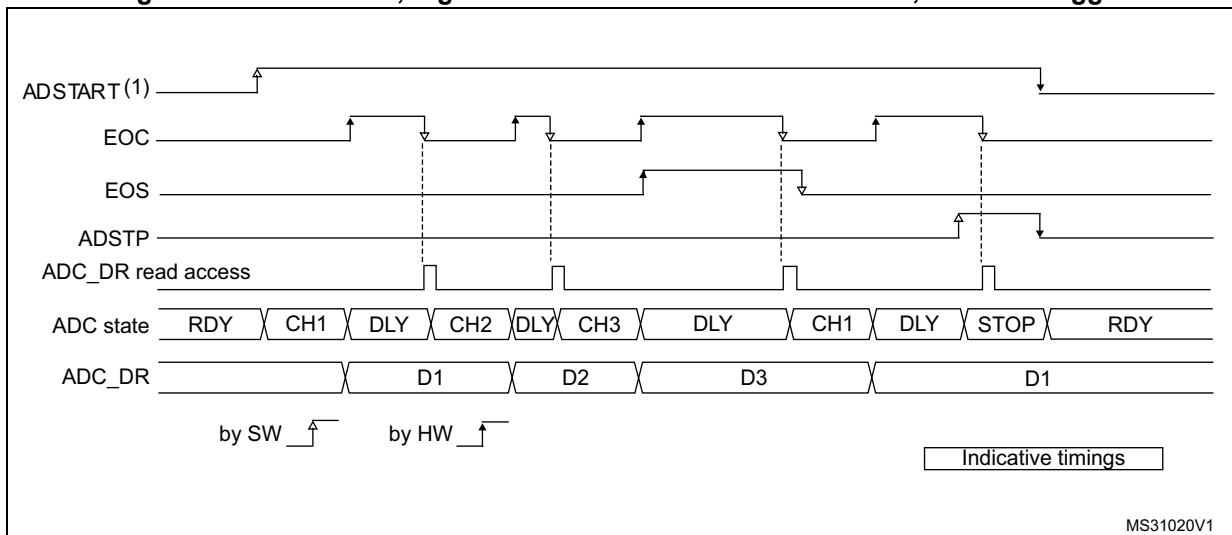 ADSTART (1)
EOC
EOS
ADSTP
ADC_DR read access
ADC state RDY CH1 DLY CH2 DLY CH3 DLY CH1 DLY STOP RDY
ADC_DR D1 D2 D3 D1
by SW by HW
Indicative timings
MS31020V1